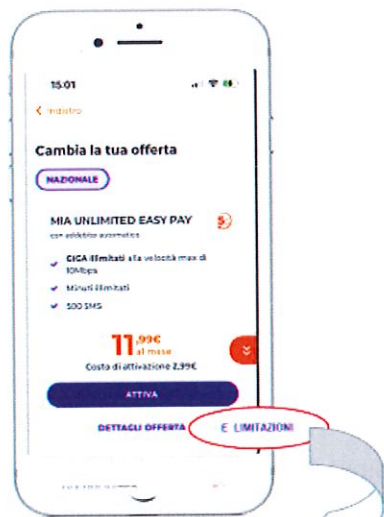 15.01
Indietro
Cambia la tua offerta
NAZIONALE
MIA UNLIMITED EASY PAY
con addebito automatico
GIGA illimitati alla velocità max di
10Mbps
Minuti illimitati
500 SMS
11,99€
al mese
Costo di attivazione 2,99€
ATTIVA
DETTAGLI OFFERTA E LIMITAZIONI